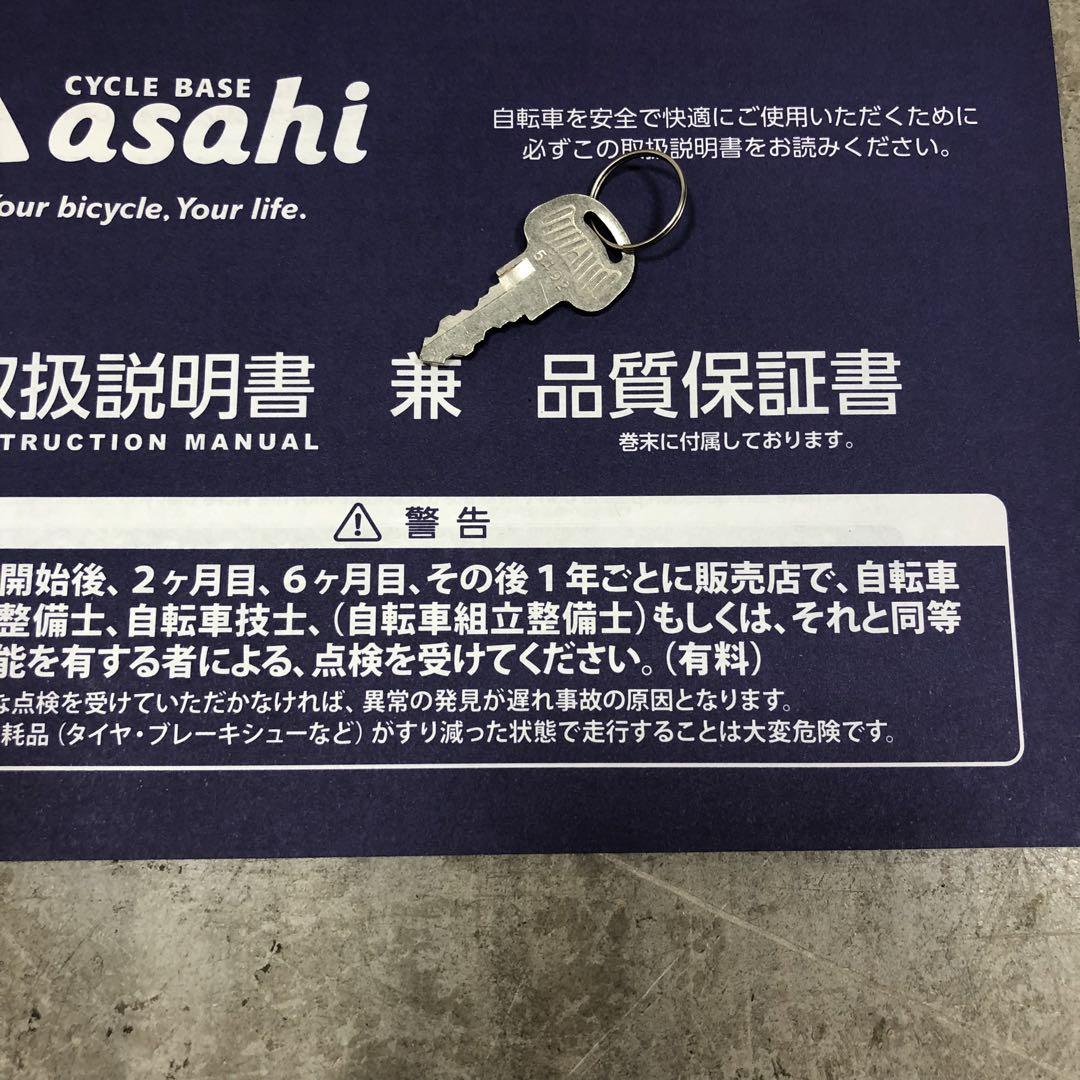 CYCLE BASE
asahi
our bicycle, Your life.
自転車を安全で快適にご使用いただくために
必ずこの取扱説明書をお読みください。
取扱説明書 兼 品質保証書
TRUCTION MANUAL
巻末に付属しております。
警告
開始後、2ヶ月目、6ヶ月目、その後1年ごとに販売店で、自転車
整備士、自転車技士、(自転車組立整備士)もしくは、それと同等
能を有する者による、点検を受けてください。(有料)
な点検を受けていただかなければ、異常の発見が遅れ事故の原因となります。
耗品(タイヤ・ブレーキシューなど)がすり減った状態で走行することは大変危険です。